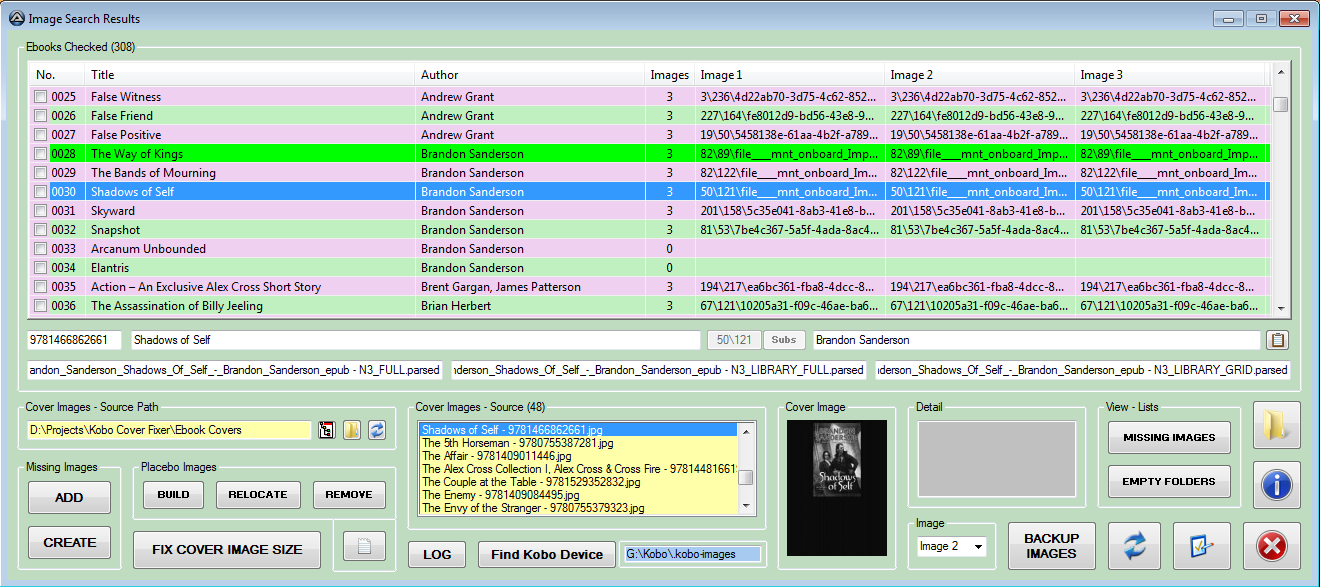 Image Search Results
Ebooks Checked (308)
No. Title Author Images Image 1 Image 2 Image 3
0025 False Witness Andrew Grant 3 3\236\4d22ab70-3d75-4c62-852... 3\236\4d22ab70-3d75-4c62-852... 3\236\4d22ab70-3d75-4c62-852...
0026 False Friend Andrew Grant 3 227\164\fe8012d9-bd56-43e8-9... 227\164\fe8012d9-bd56-43e8-9... 227\164\fe8012d9-bd56-43e8-9...
0027 False Positive Andrew Grant 3 19\50\5458138e-61aa-4b2f-a789... 19\50\5458138e-61aa-4b2f-a789... 19\50\5458138e-61aa-4b2f-a789...
0028 The Way of Kings Brandon Sanderson 3 82\89\file___mnt_onboard_Imp... 82\89\file___mnt_onboard_Imp... 82\89\file___mnt_onboard_Imp...
0029 The Bands of Mourning Brandon Sanderson 3 82\122\file___mnt_onboard_Im... 82\122\file___mnt_onboard_Im... 82\122\file___mnt_onboard_Im...
0030 Shadows of Self Brandon Sanderson 3 50\121\file___mnt_onboard_Im... 50\121\file___mnt_onboard_Im... 50\121\file___mnt_onboard_Im...
0031 Skyward Brandon Sanderson 3 201\158\5c35e041-8ab3-41e8-b... 201\158\5c35e041-8ab3-41e8-b... 201\158\5c35e041-8ab3-41e8-b...
0032 Snapshot Brandon Sanderson 3 81\53\7be4c367-5a5f-4ada-8ac4... 81\53\7be4c367-5a5f-4ada-8ac4... 81\53\7be4c367-5a5f-4ada-8ac4...
0033 Arcanum Unbounded Brandon Sanderson 0
0034 Elantris Brandon Sanderson 0
0035 Action – An Exclusive Alex Cross Short Story Brent Gargan, James Patterson 3 194\217\ea6bc361-fba8-4dcc-8... 194\217\ea6bc361-fba8-4dcc-8... 194\217\ea6bc361-fba8-4dcc-8...
0036 The Assassination of Billy Jeeling Brian Herbert 3 67\121\10205a31-f09c-46ae-ba6... 67\121\10205a31-f09c-46ae-ba6... 67\121\10205a31-f09c-46ae-ba6...
9781466862661 Shadows of Self 50\121 Subs Brandon Sanderson
andon_Sanderson_Shadows_Of_Self_-_Brandon_Sanderson_epub - N3_FULL.parsed
nderson_Shadows_Of_Self_-_Brandon_Sanderson_epub - N3_LIBRARY_FULL.parsed
derson_Shadows_Of_Self_-_Brandon_Sanderson_epub - N3_LIBRARY_GRID.parsed
Cover Images - Source Path
D:\Projects\Kobo Cover Fixer\Ebook Covers
Missing Images
ADD
CREATE
Placebo Images
BUILD RELOCATE REMOVE
FIX COVER IMAGE SIZE
Cover Images - Source (48)
Shadows of Self - 9781466862661.jpg
The 5th Horseman - 9780755387281.jpg
The Affair - 9781409011446.jpg
The Alex Cross Collection I, Alex Cross & Cross Fire - 9781448166​1
The Couple at the Table - 9781529352832.jpg
The Enemy - 9781409084495.jpg
The Envy of the Stranger - 9780755379323.jpg
LOG Find Kobo Device G:\Kobo\.kobo-images
Cover Image
Shadows
of Self
Detail
Image
Image 2
View - Lists
MISSING IMAGES
EMPTY FOLDERS
BACKUP
IMAGES